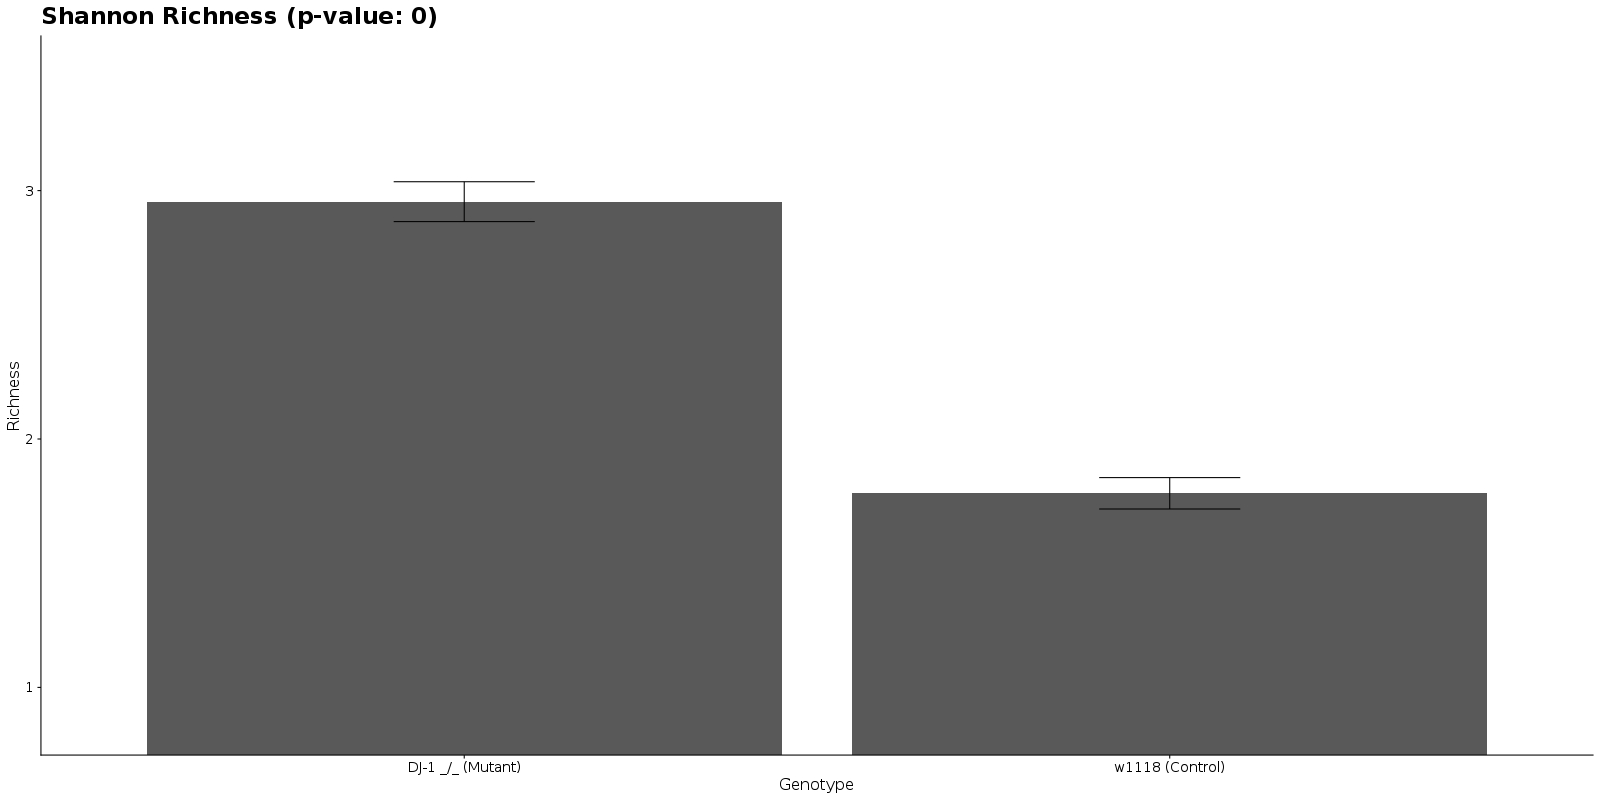 Shannon Richness (p-value: 0)
3
2
1
Richness
DJ-1 _/_ (Mutant)
w1118 (Control)
Genotype